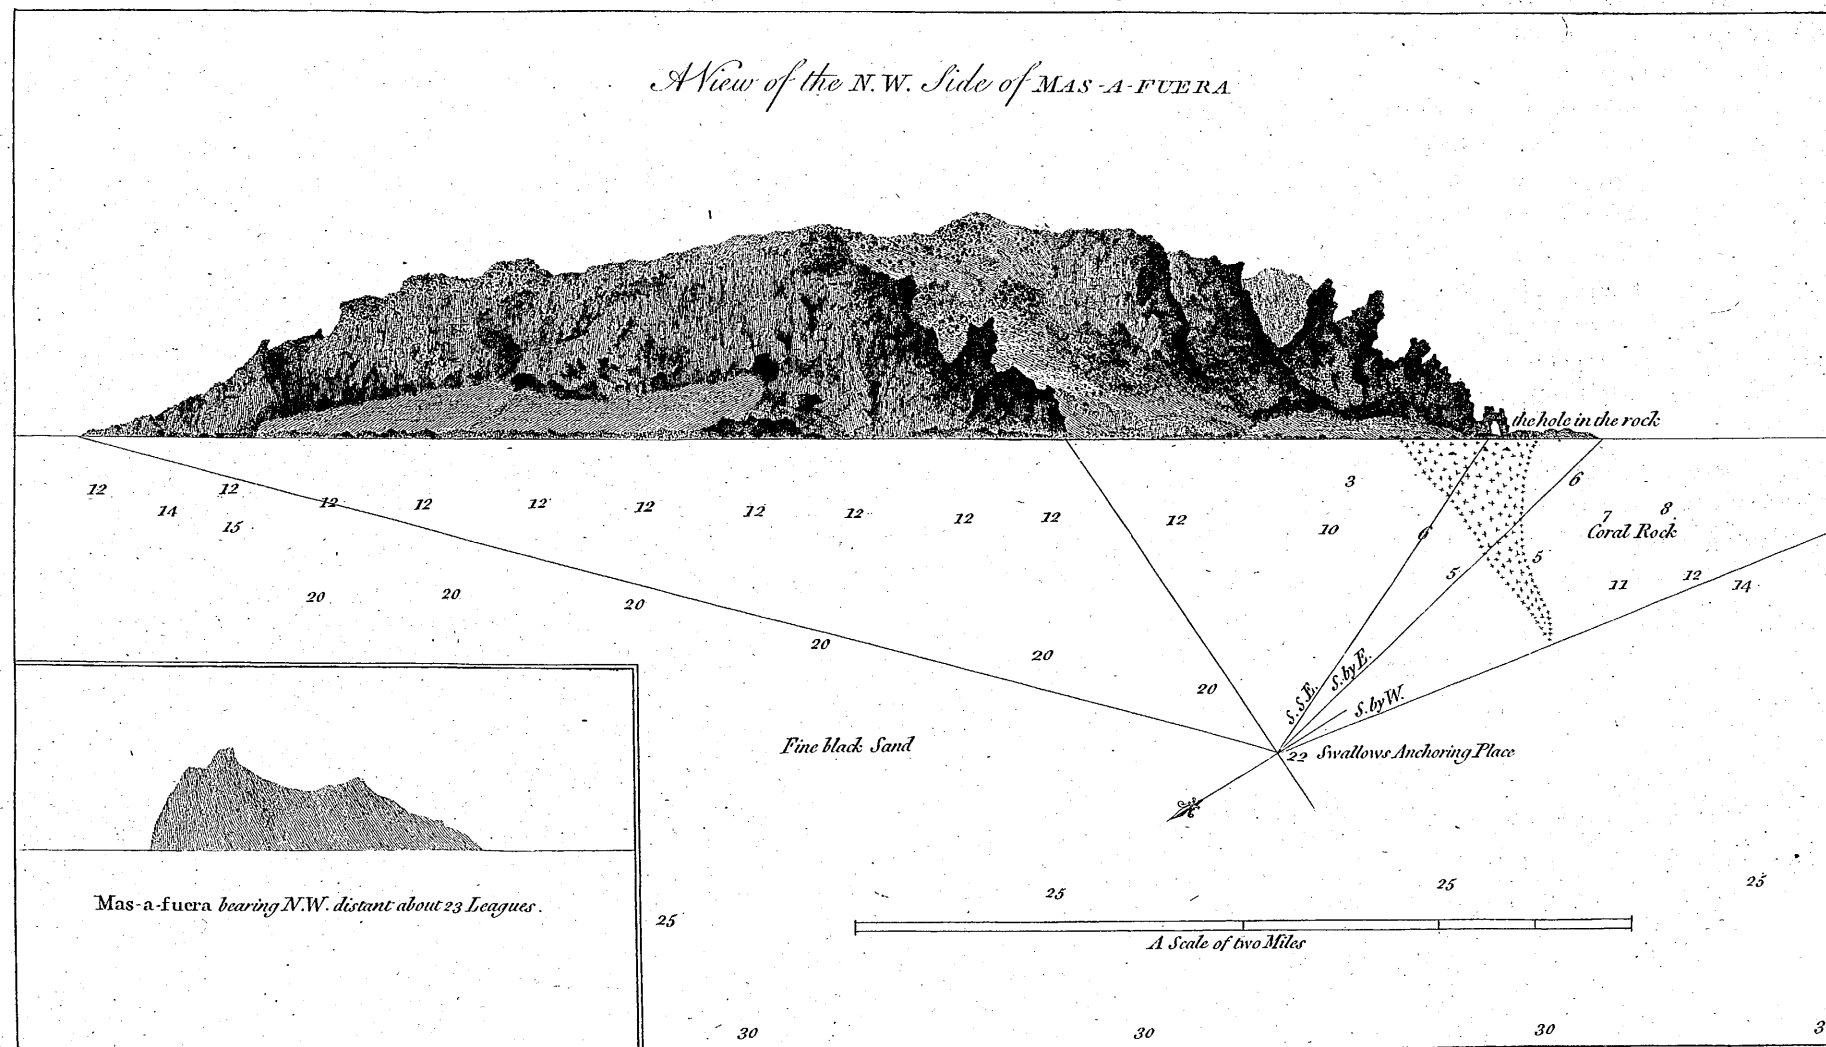 A View of the N.W. Side of MAS-A-FUERA
the hole in the rock
12 12 12 12 12 12 12 12 12 12 12 3 6
14 15 10 6 7 8
Coral Rock
5 5 11 12 14
20 20 20 20 20 20
S.S.E.
S. by E.
S. by W.
Fine black Sand
22 Swallows Anchoring Place
25 25 25
Mas-a-fuera bearing N.W. distant about 23 Leagues.
25
A Scale of two Miles
30 30 30 3